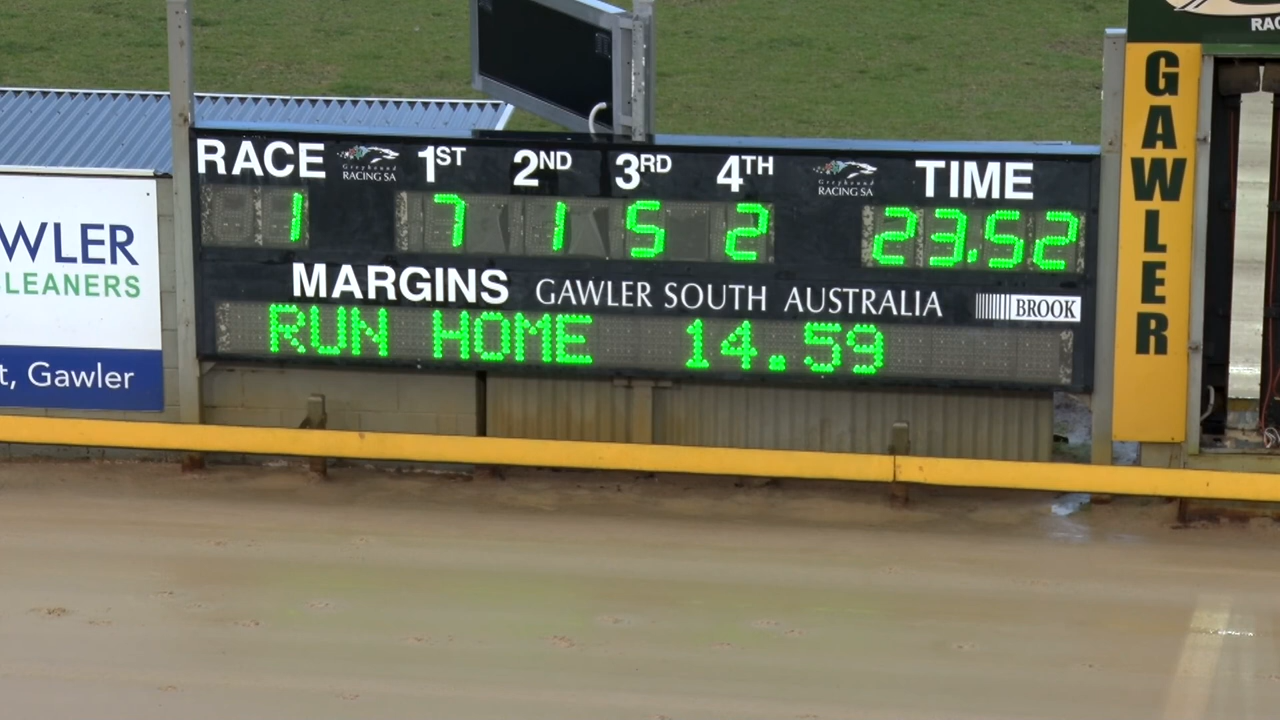 RAC
GAWLER
RACE Greyhound RACING SA 1ST 2ND 3RD 4TH Greyhound RACING SA TIME
1 7 1 5 2 23.52
MARGINS GAWLER SOUTH AUSTRALIA BROOK
RUN HOME 14.59
WLER
LEANERS
t, Gawler